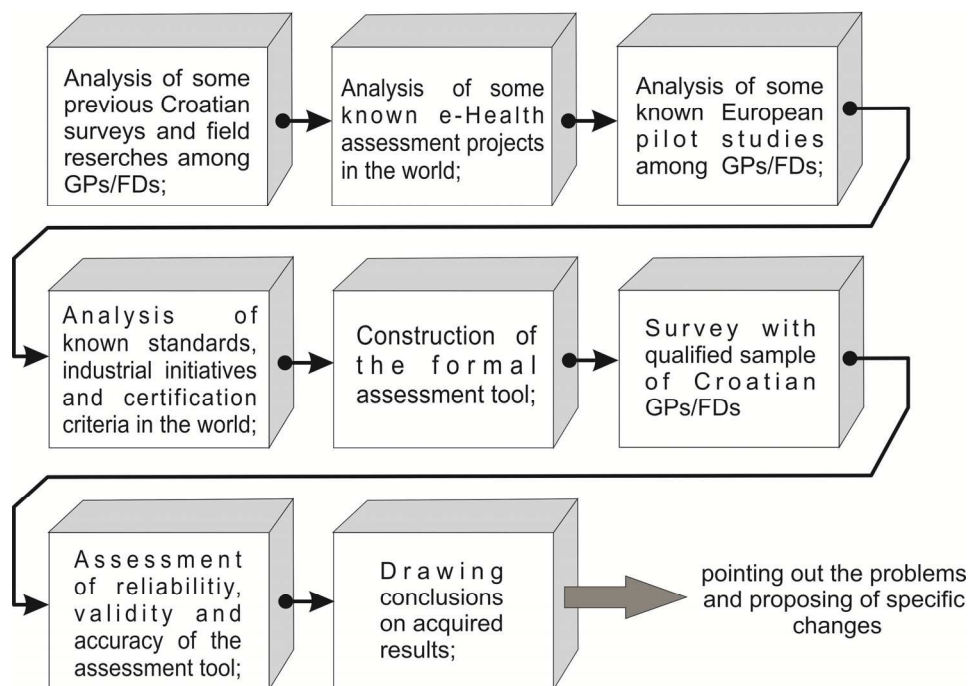 Analysis of some
previous Croatian
surveys and field
reserches among
GPs/FDs;
Analysis of some
known e-Health
assessment projects
in the world;
Analysis of some
known European
pilot studies
among GPs/FDs;
Analysis of
known standards,
industrial initiatives
and certification
criteria in the world;
Construction of
the formal
assessment tool;
Survey with
qualified sample
of Croatian
GPs/FDs
Assessment
of reliabilitiy,
validity and
accuracy of the
assessment tool;
Drawing
conclusions
on acquired
results;
pointing out the problems
and proposing of specific
changes